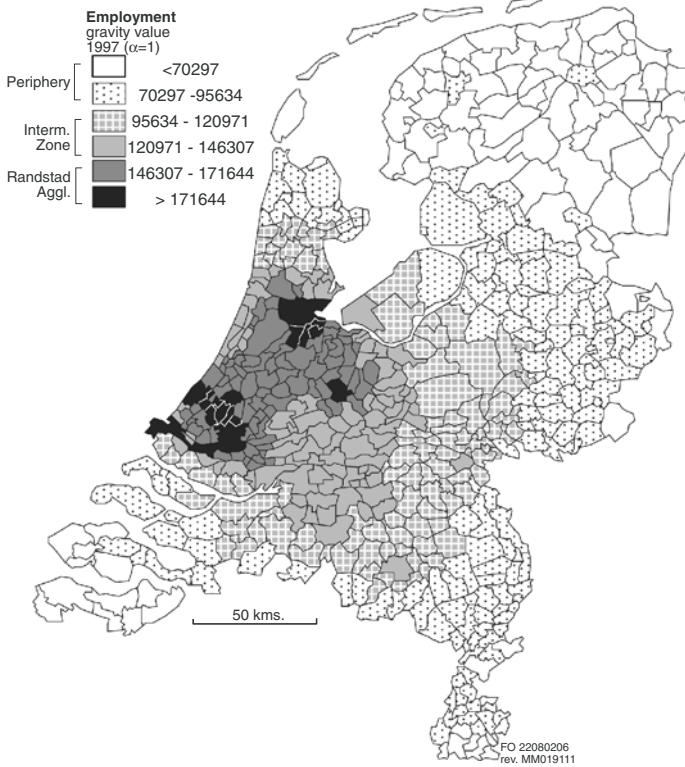 Employment
gravity value
1997 (α=1)
Periphery
<70297
70297 -95634
Interm.
Zone
95634 - 120971
120971 - 146307
Randstad
Aggl.
146307 - 171644
> 171644
50 kms.
FO 22080206
rev. MM019111